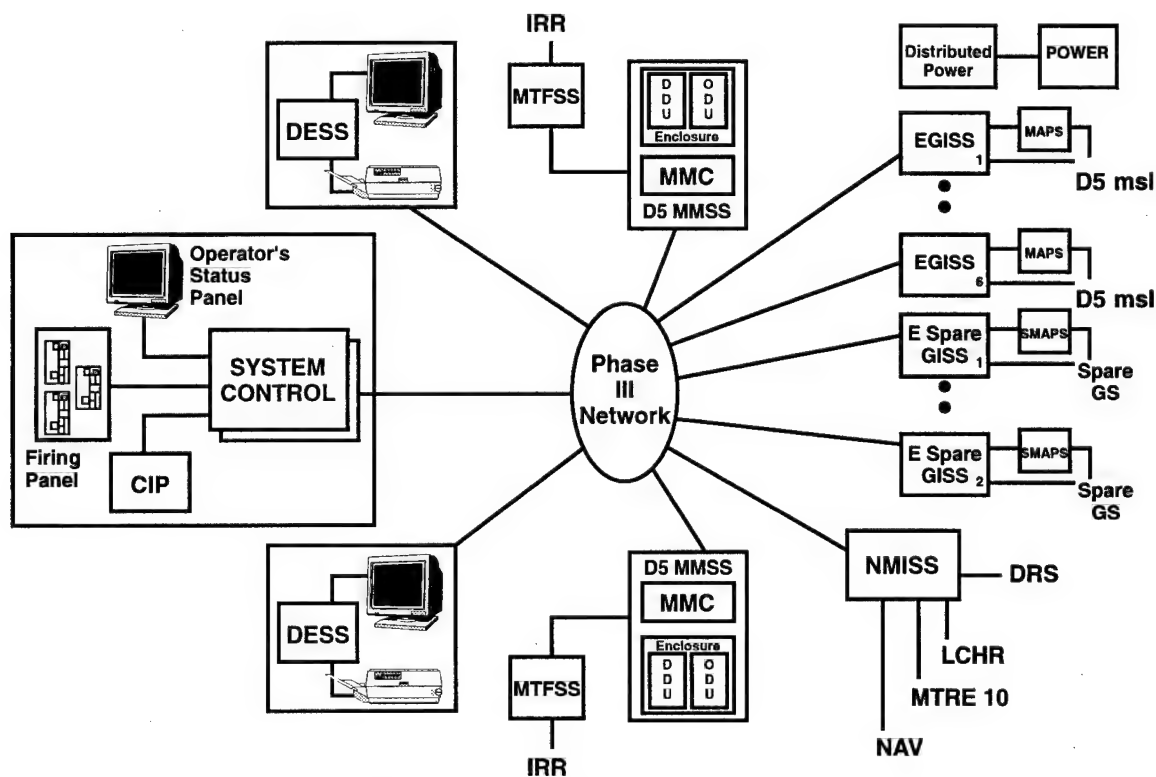 IRR
MTFSS
D
D
U
O
D
U
Enclosure
MMC
D5 MMSS
DESS
Distributed
Power
POWER
EGISS
1
MAPS
D5 msl
EGISS
6
MAPS
D5 msl
E Spare
GISS
1
SMAPS
Spare
GS
E Spare
GISS
2
SMAPS
Spare
GS
Operator's
Status
Panel
SYSTEM
CONTROL
Firing
Panel
CIP
Phase
III
Network
NMISS
DRS
LCHR
MTRE 10
NAV
DESS
D5 MMSS
MMC
Enclosure
D
D
U
O
D
U
MTFSS
IRR